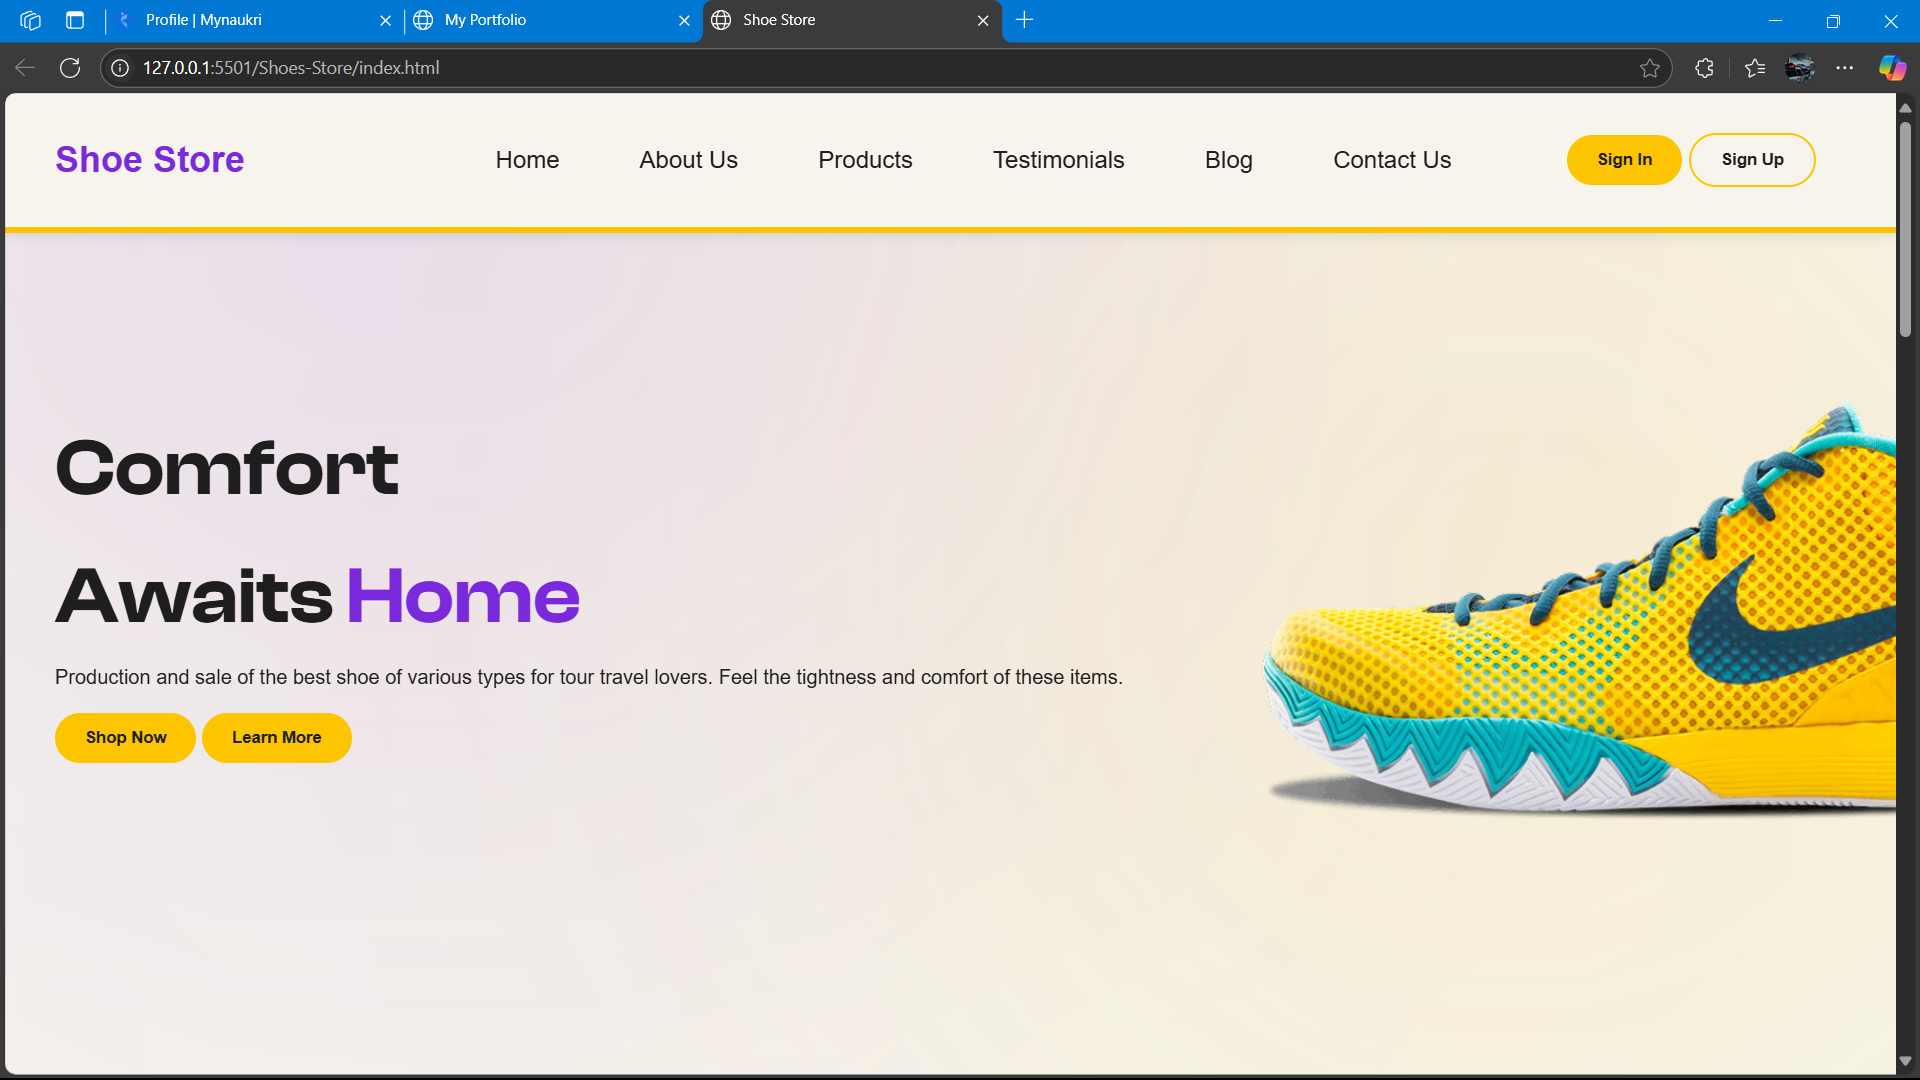 Profile | Mynaukri
My Portfolio
Shoe Store
127.0.0.1:5501/Shoes-Store/index.html
Shoe Store
Home
About Us
Products
Testimonials
Blog
Contact Us
Sign In
Sign Up
Comfort
Awaits Home
Production and sale of the best shoe of various types for tour travel lovers. Feel the tightness and comfort of these items.
Shop Now
Learn More